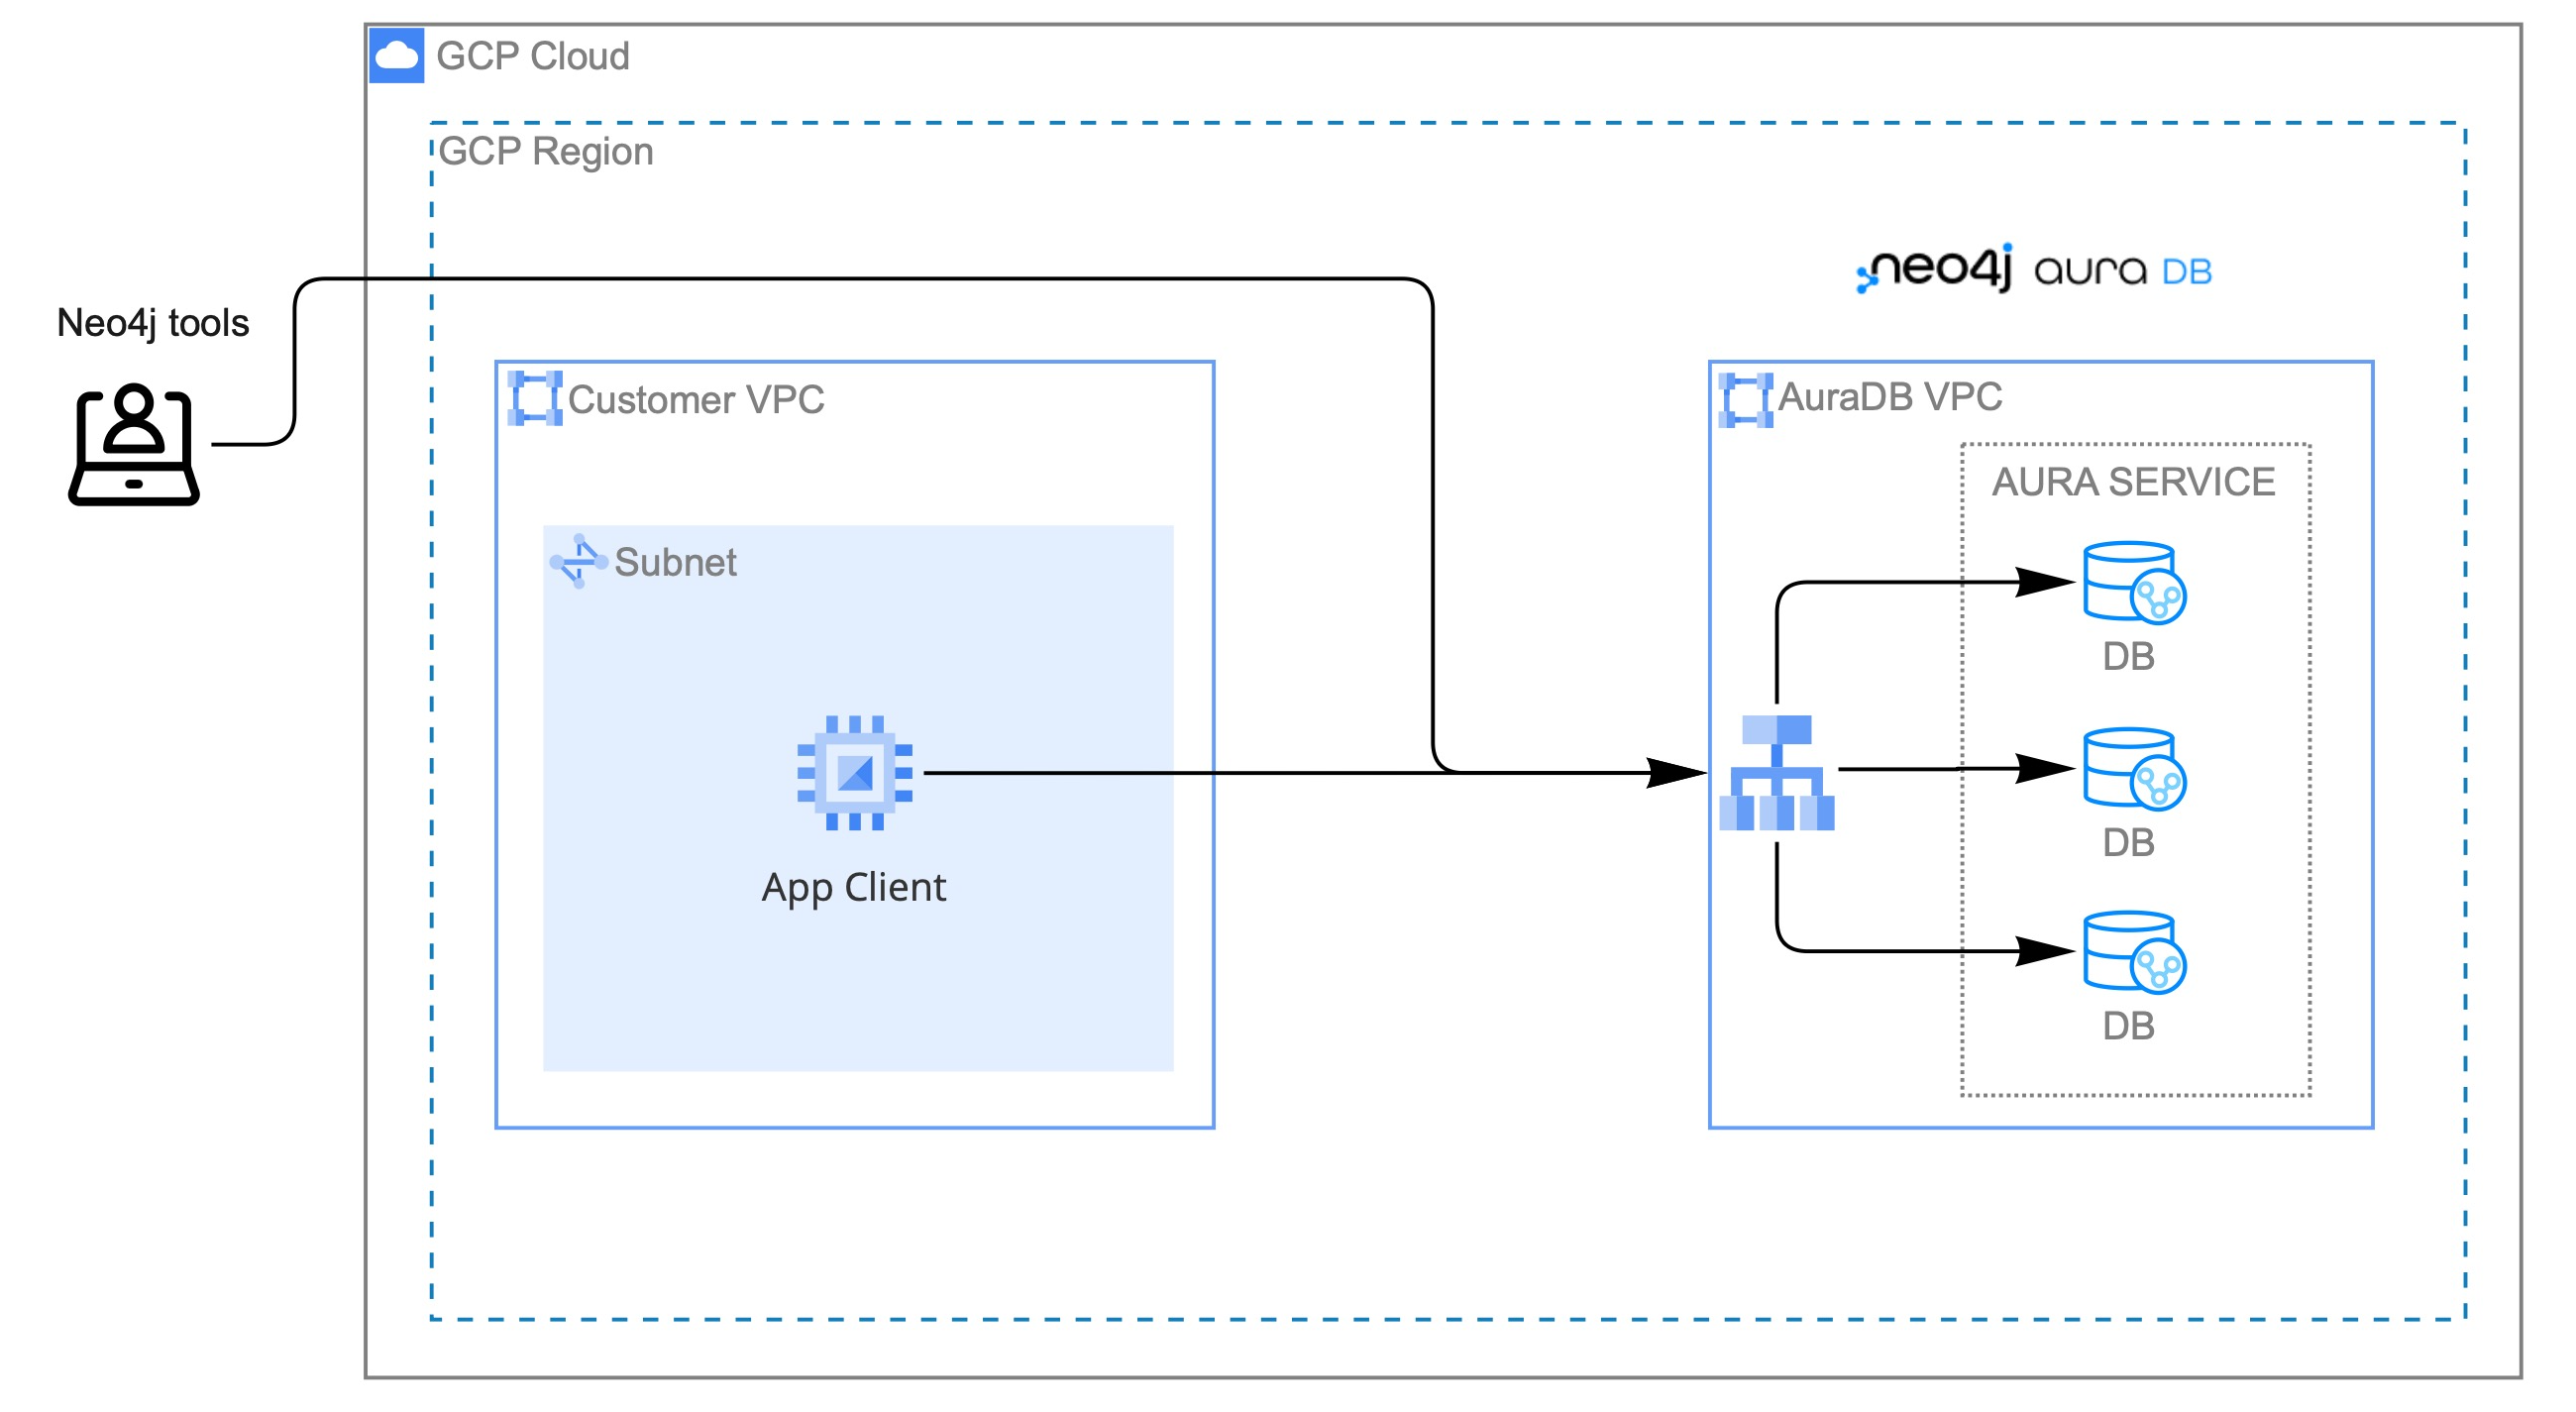 GCP Cloud
GCP Region
neo4j aura DB
Neo4j tools
Customer VPC
AuraDB VPC
AURA SERVICE
Subnet
DB
DB
App Client
DB